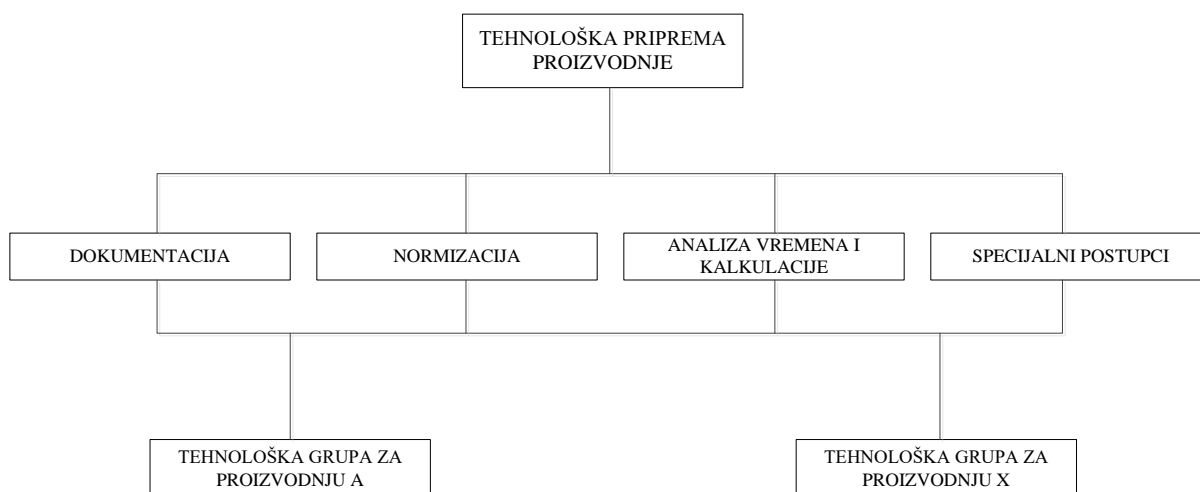 TEHNOLOŠKA PRIPREMA
PROIZVODNJE
DOKUMENTACIJA
NORMIZACIJA
ANALIZA VREMENA I
KALKULACIJE
SPECIJALNI POSTUPCI
TEHNOLOŠKA GRUPA ZA
PROIZVODNJU A
TEHNOLOŠKA GRUPA ZA
PROIZVODNJU X